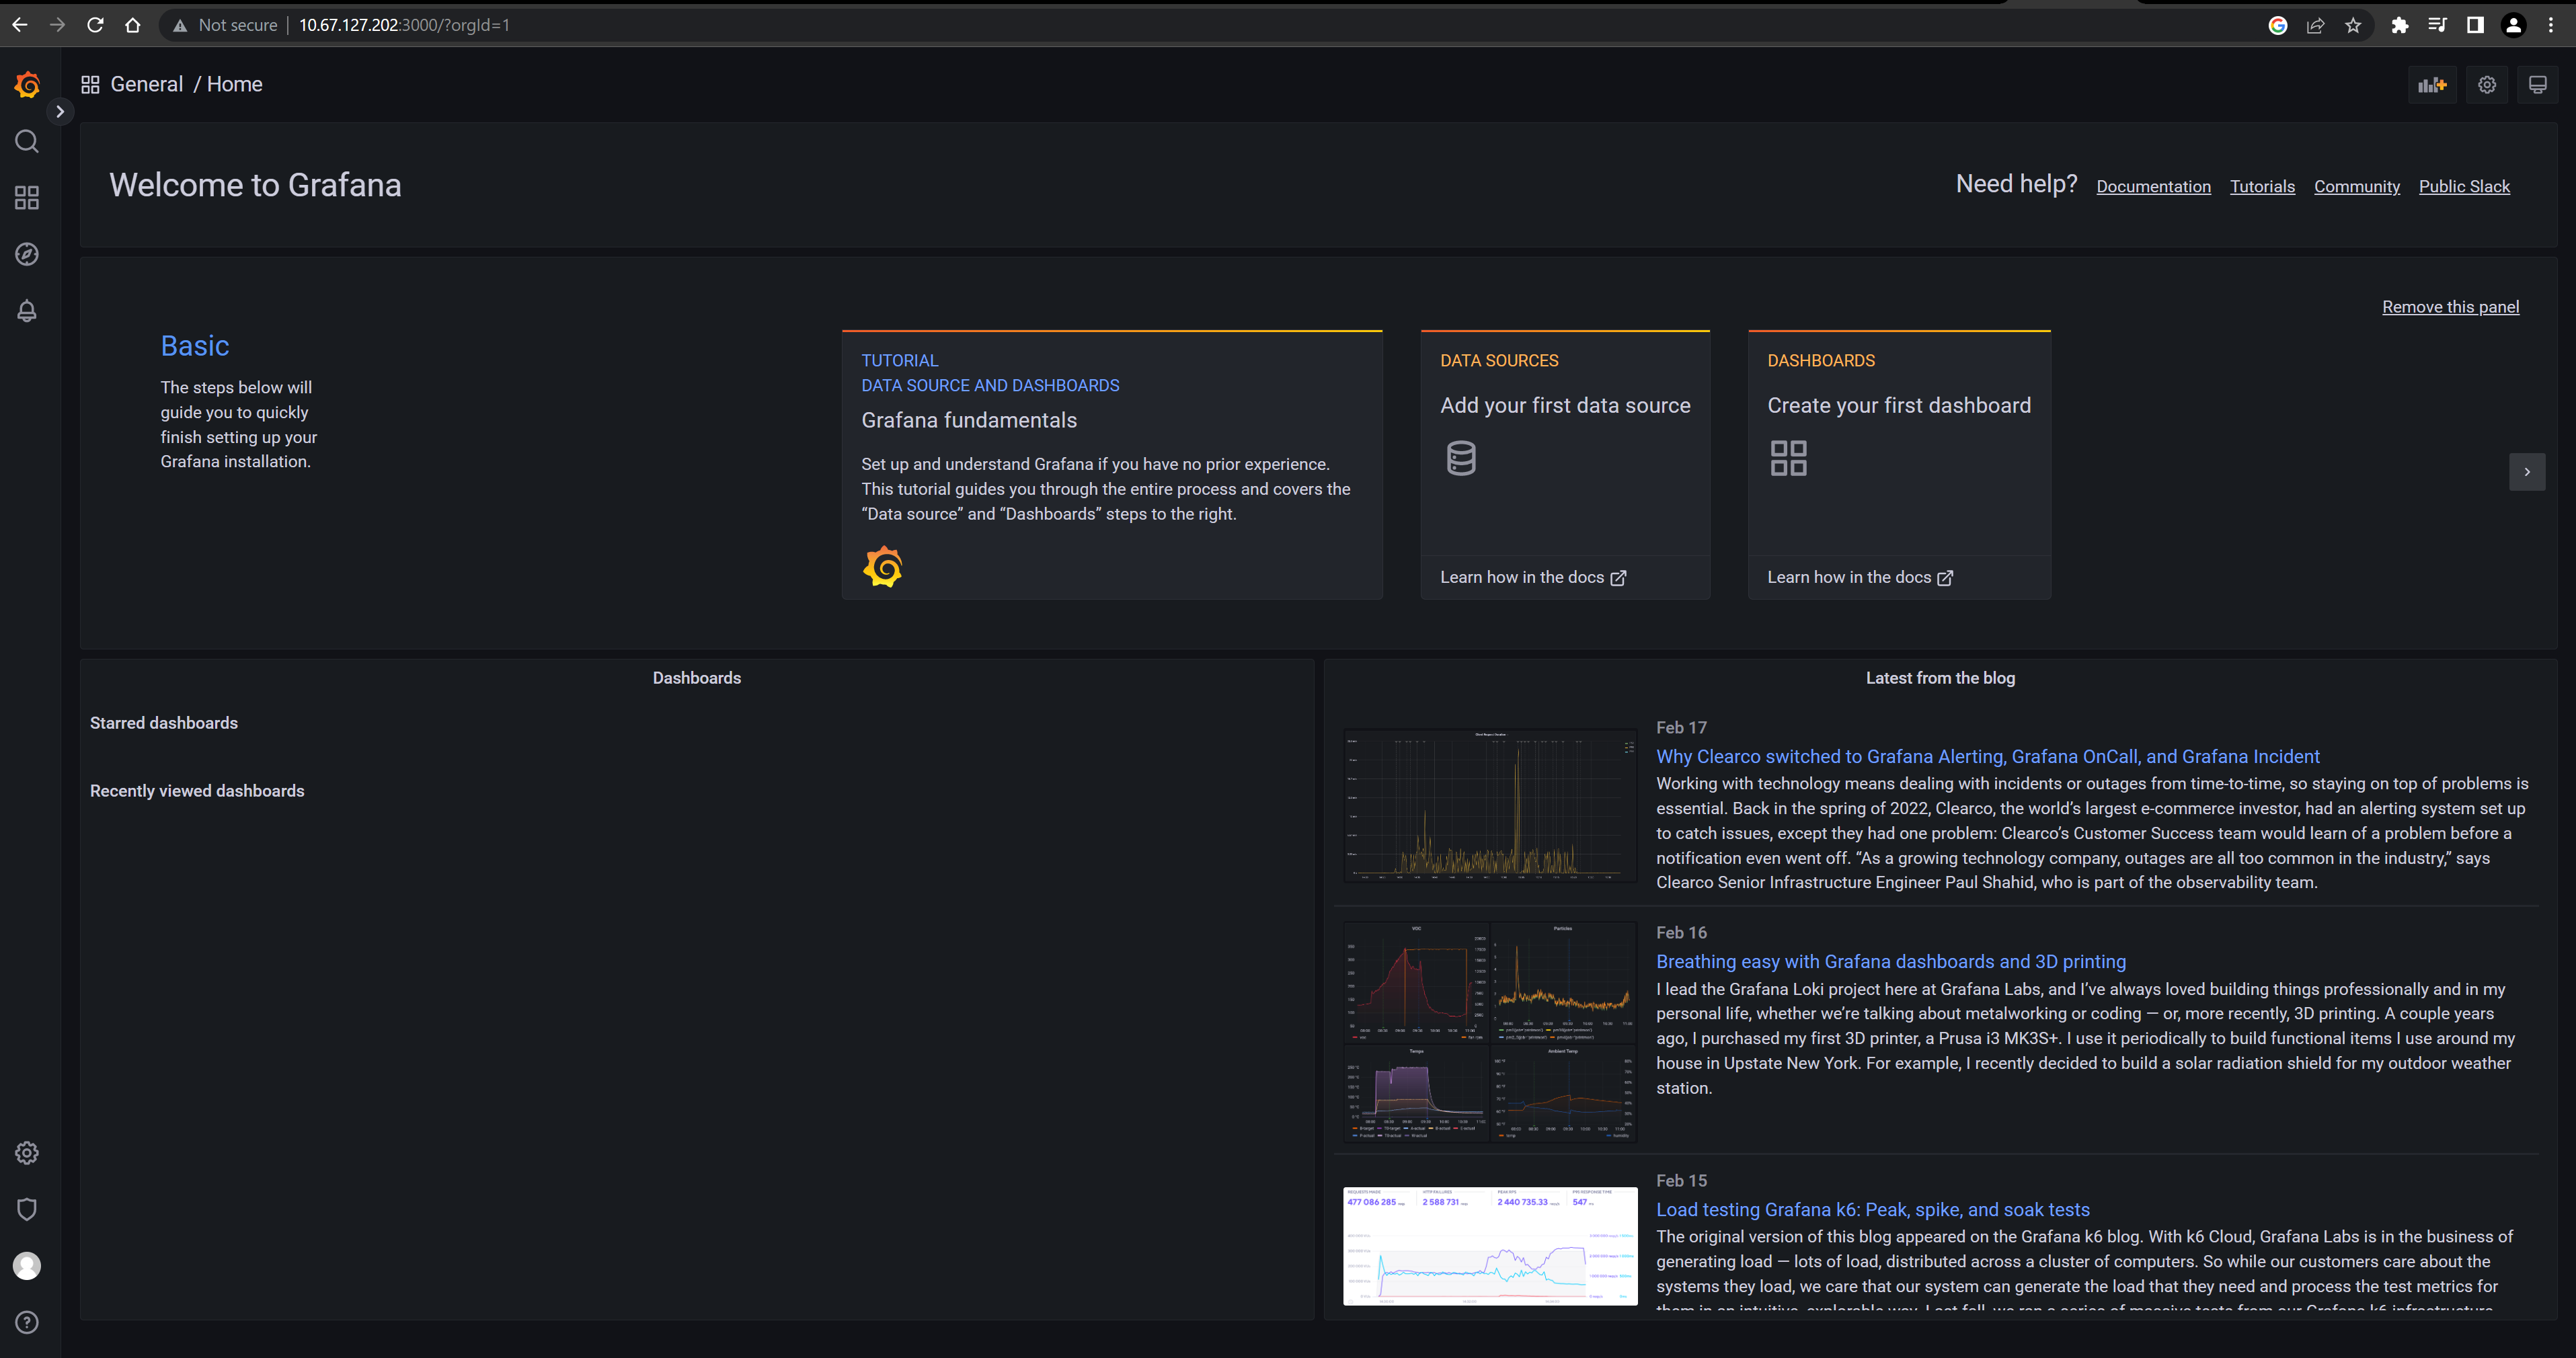 Not secure | 10.67.127.202:3000/?orgId=1
General / Home
Welcome to Grafana
Need help? Documentation Tutorials Community Public Slack
Remove this panel
Basic
The steps below will
guide you to quickly
finish setting up your
Grafana installation.
TUTORIAL
DATA SOURCE AND DASHBOARDS
Grafana fundamentals
Set up and understand Grafana if you have no prior experience.
This tutorial guides you through the entire process and covers the
“Data source” and “Dashboards” steps to the right.
DATA SOURCES
Add your first data source
Learn how in the docs
DASHBOARDS
Create your first dashboard
Learn how in the docs
Dashboards
Starred dashboards
Recently viewed dashboards
Latest from the blog
Feb 17
Why Clearco switched to Grafana Alerting, Grafana OnCall, and Grafana Incident
Working with technology means dealing with incidents or outages from time-to-time, so staying on top of problems is
essential. Back in the spring of 2022, Clearco, the world’s largest e-commerce investor, had an alerting system set up
to catch issues, except they had one problem: Clearco’s Customer Success team would learn of a problem before a
notification even went off. “As a growing technology company, outages are all too common in the industry,” says
Clearco Senior Infrastructure Engineer Paul Shahid, who is part of the observability team.
VOC
Particles
Temps
Ambient Temp
Feb 16
Breathing easy with Grafana dashboards and 3D printing
I lead the Grafana Loki project here at Grafana Labs, and I’ve always loved building things professionally and in my
personal life, whether we’re talking about metalworking or coding — or, more recently, 3D printing. A couple years
ago, I purchased my first 3D printer, a Prusa i3 MK3S+. I use it periodically to build functional items I use around my
house in Upstate New York. For example, I recently decided to build a solar radiation shield for my outdoor weather
station.
REQUESTS MADE HTTP FAILURES PEAK RPS P95 RESPONSE TIME
477 086 285 2 588 731 2 440 735.33 547
Feb 15
Load testing Grafana k6: Peak, spike, and soak tests
The original version of this blog appeared on the Grafana k6 blog. With k6 Cloud, Grafana Labs is in the business of
generating load — lots of load, distributed across a cluster of computers. So while our customers care about the
systems they load, we care that our system can generate the load that they need and process the test metrics for